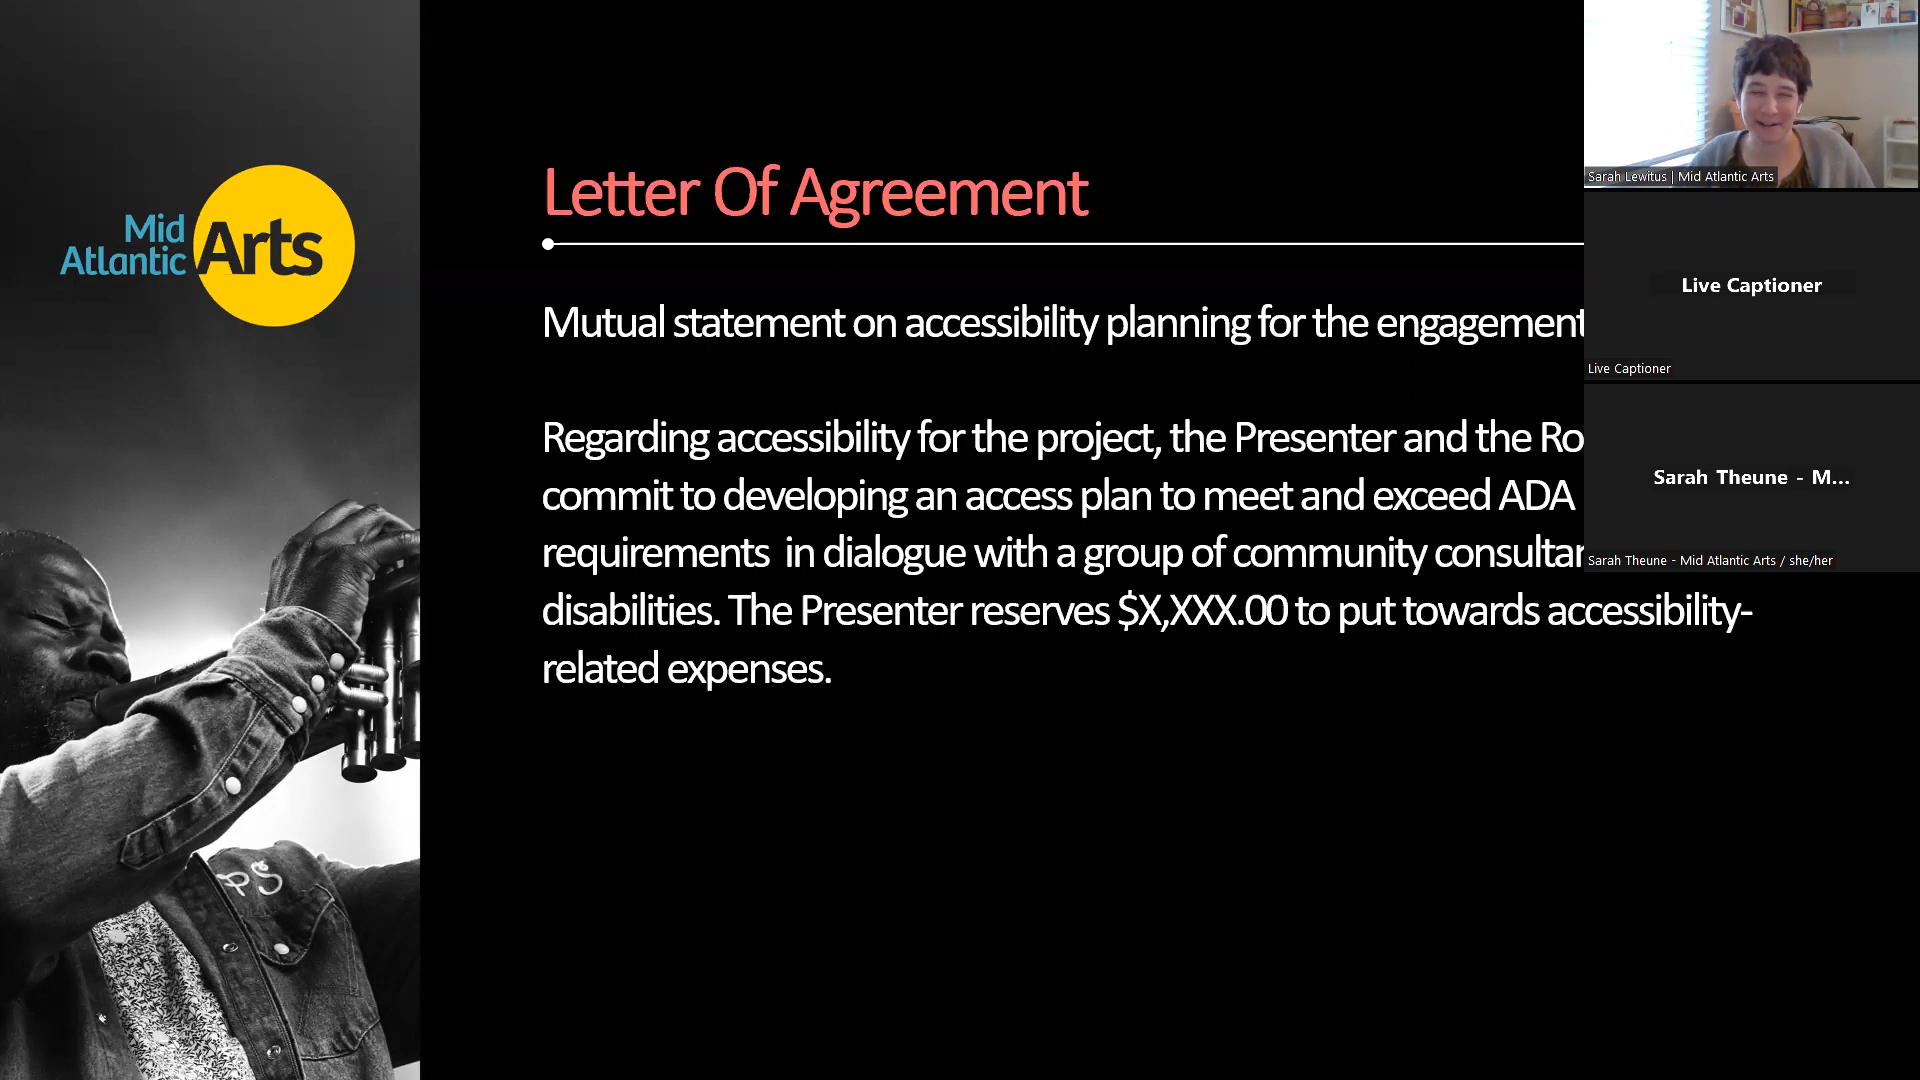 Mid
Atlantic
Arts
Letter Of Agreement
Mutual statement on accessibility planning for the engagement
Regarding accessibility for the project, the Presenter and the
commit to developing an access plan to meet and exceed ADA
requirements in dialogue with a group of community
disabilities. The Presenter reserves $X,XXX.00 to put towards accessibility-
related expenses.
Sarah Lewitus | Mid Atlantic Arts
Live Captioner
Live Captioner
Sarah Theune - M...
Sarah Theune - Mid Atlantic Arts / she/her
PS